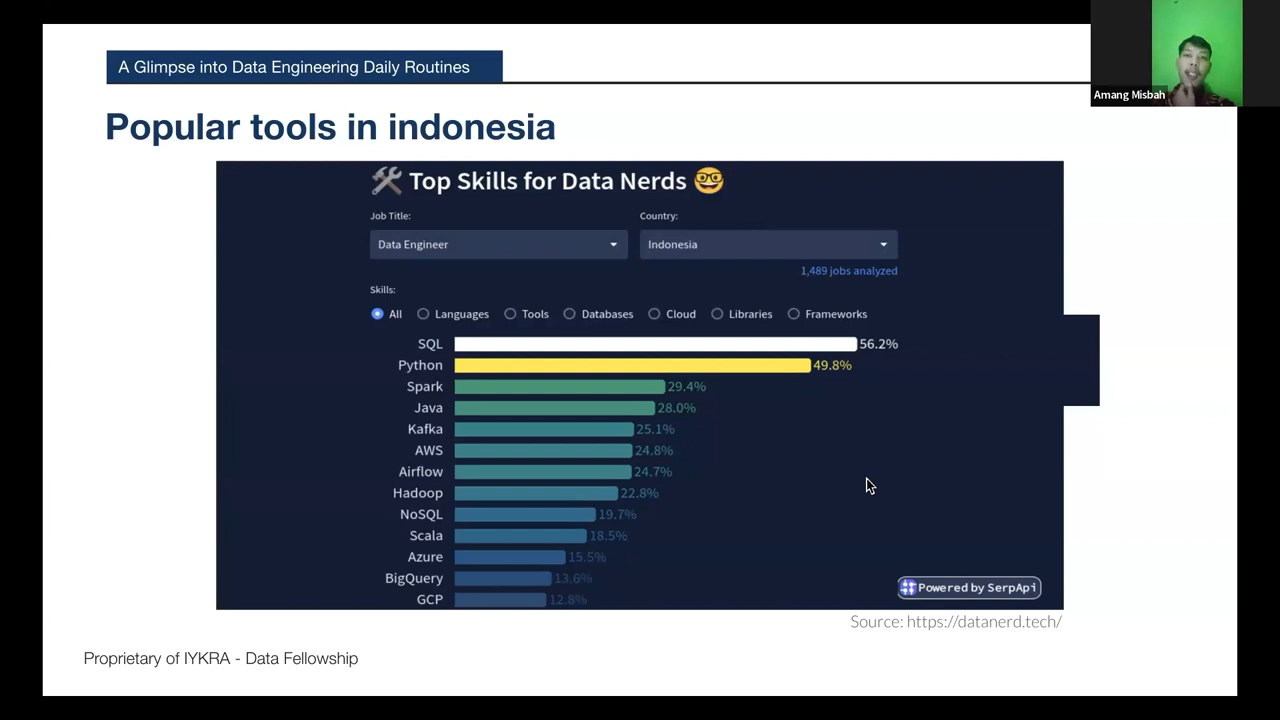 A Glimpse into Data Engineering Daily Routines
Amang Misbah
Popular tools in indonesia
Top Skills for Data Nerds
Job Title:
Country:
Data Engineer
Indonesia
1,489 jobs analyzed
Skills:
All Languages Tools Databases Cloud Libraries Frameworks
SQL 56.2%
Python 49.8%
Spark 29.4%
Java 28.0%
Kafka 25.1%
AWS 24.8%
Airflow 24.7%
Hadoop 22.8%
NoSQL 19.7%
Scala 18.5%
Azure 15.5%
BigQuery 13.6%
GCP 12.8%
Powered by SerpApi
Source: https://datanerd.tech/
Proprietary of IYKRA - Data Fellowship